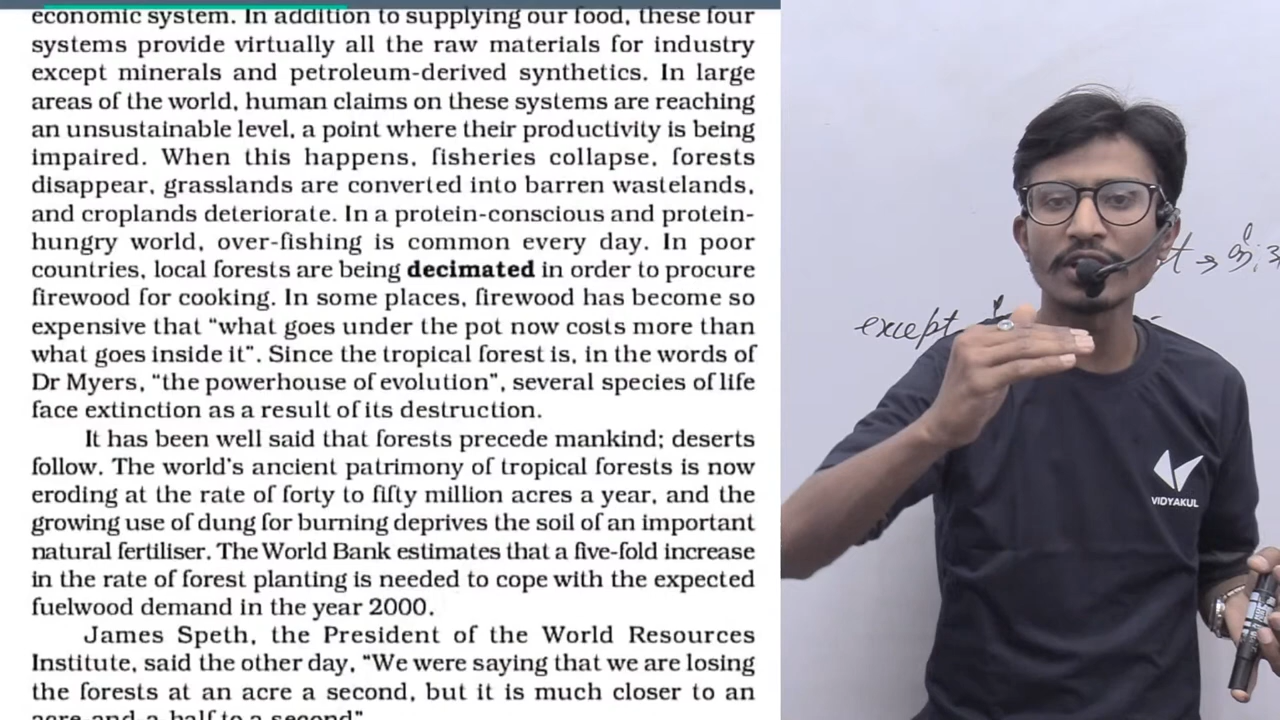 economic system. In addition to supplying our food, these four
systems provide virtually all the raw materials for industry
except minerals and petroleum-derived synthetics. In large
areas of the world, human claims on these systems are reaching
an unsustainable level, a point where their productivity is being
impaired. When this happens, fisheries collapse, forests
disappear, grasslands are converted into barren wastelands,
and croplands deteriorate. In a protein-conscious and protein-
hungry world, over-fishing is common every day. In poor
countries, local forests are being decimated in order to procure
firewood for cooking. In some places, firewood has become so
expensive that “what goes under the pot now costs more than
what goes inside it”. Since the tropical forest is, in the words of
Dr Myers, “the powerhouse of evolution”, several species of life
face extinction as a result of its destruction.
It has been well said that forests precede mankind; deserts
follow. The world’s ancient patrimony of tropical forests is now
eroding at the rate of forty to fifty million acres a year, and the
growing use of dung for burning deprives the soil of an important
natural fertiliser. The World Bank estimates that a five-fold increase
in the rate of forest planting is needed to cope with the expected
fuelwood demand in the year 2000.
James Speth, the President of the World Resources
Institute, said the other day, “We were saying that we are losing
the forests at an acre a second, but it is much closer to an
acre-and-a-half to a second”
except
VIDYAKUL